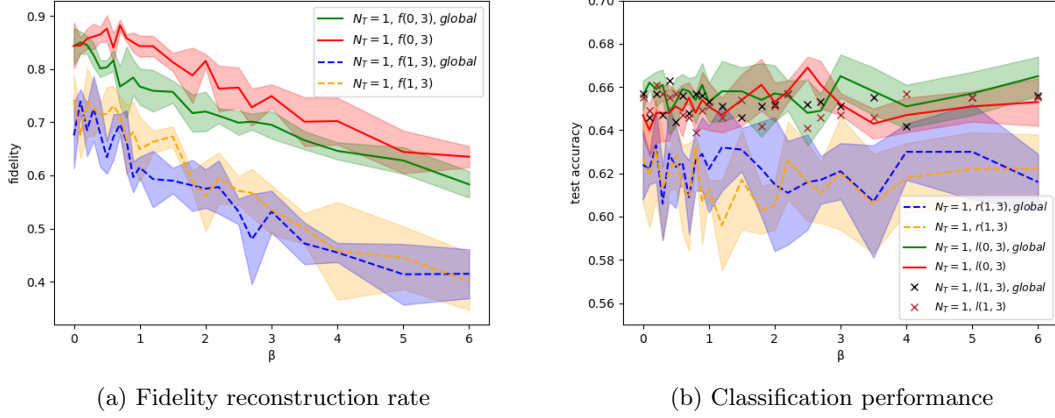 0.9
0.8
0.7
0.6
0.5
0.4
fidelity
0
1
2
3
4
5
6
β
N_T = 1, f(0, 3), global
N_T = 1, f(0, 3)
N_T = 1, f(1, 3), global
N_T = 1, f(1, 3)
(a) Fidelity reconstruction rate
0.70
0.68
0.66
0.64
0.62
0.60
0.58
0.56
test accuracy
0
1
2
3
4
5
6
β
N_T = 1, r(1, 3), global
N_T = 1, r(1, 3)
N_T = 1, l(0, 3), global
N_T = 1, l(0, 3)
N_T = 1, l(1, 3), global
N_T = 1, l(1, 3)
(b) Classification performance